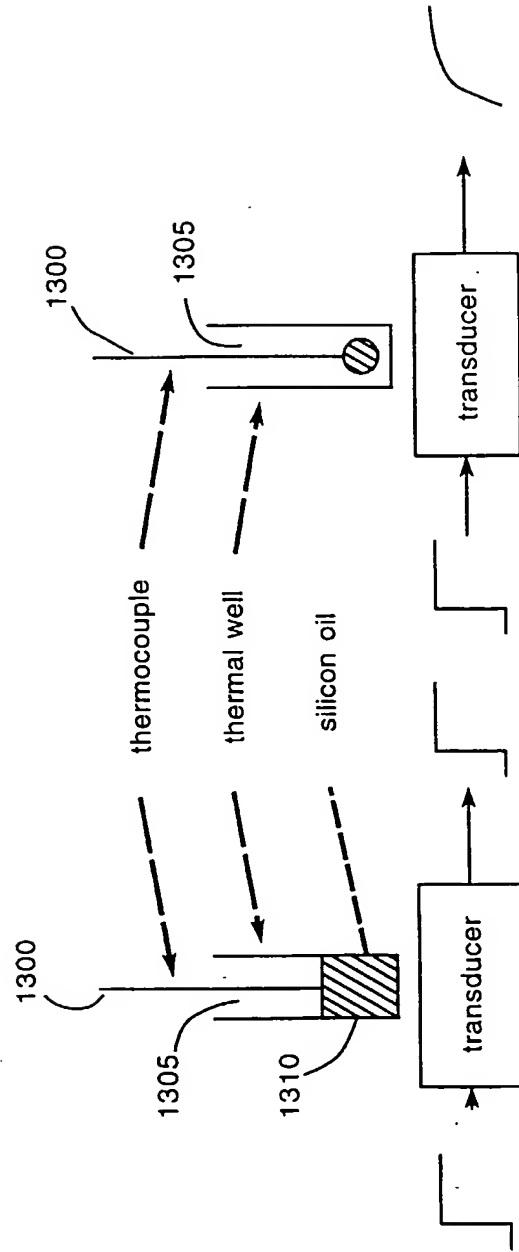 1300
1305
1310
thermocouple
thermal well
silicon oil
1300
1305
transducer
transducer